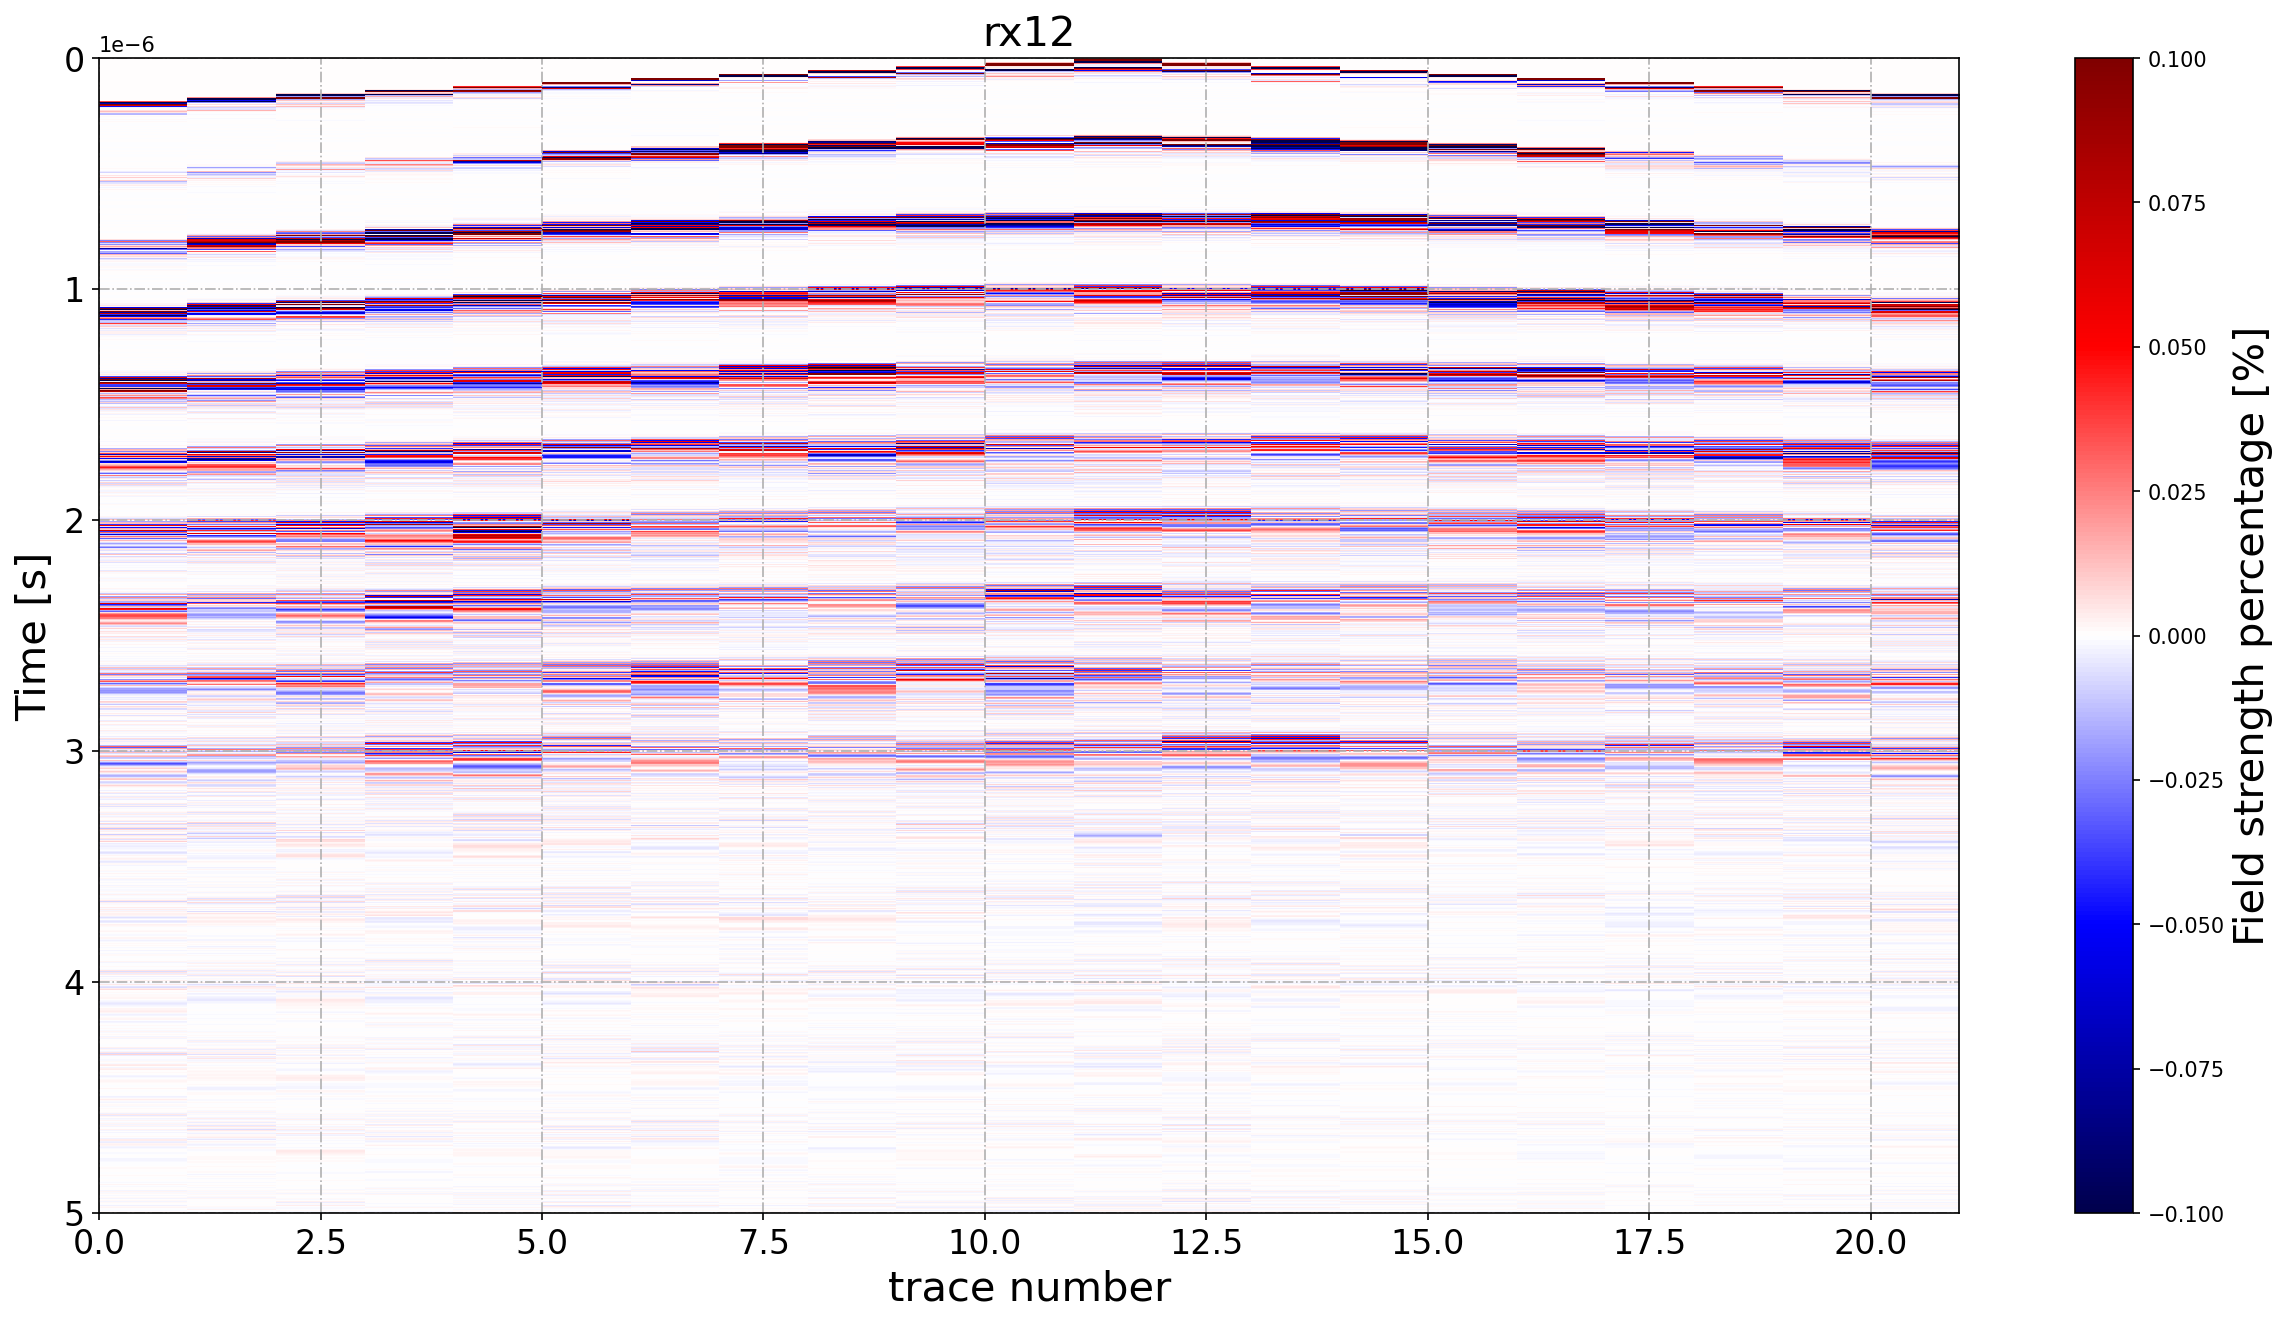 rx12
1e−6
0
1
2
3
4
5
Time [s]
0.0 2.5 5.0 7.5 10.0 12.5 15.0 17.5 20.0
trace number
0.100
0.075
0.050
0.025
0.000
−0.025
−0.050
−0.075
−0.100
Field strength percentage [%]